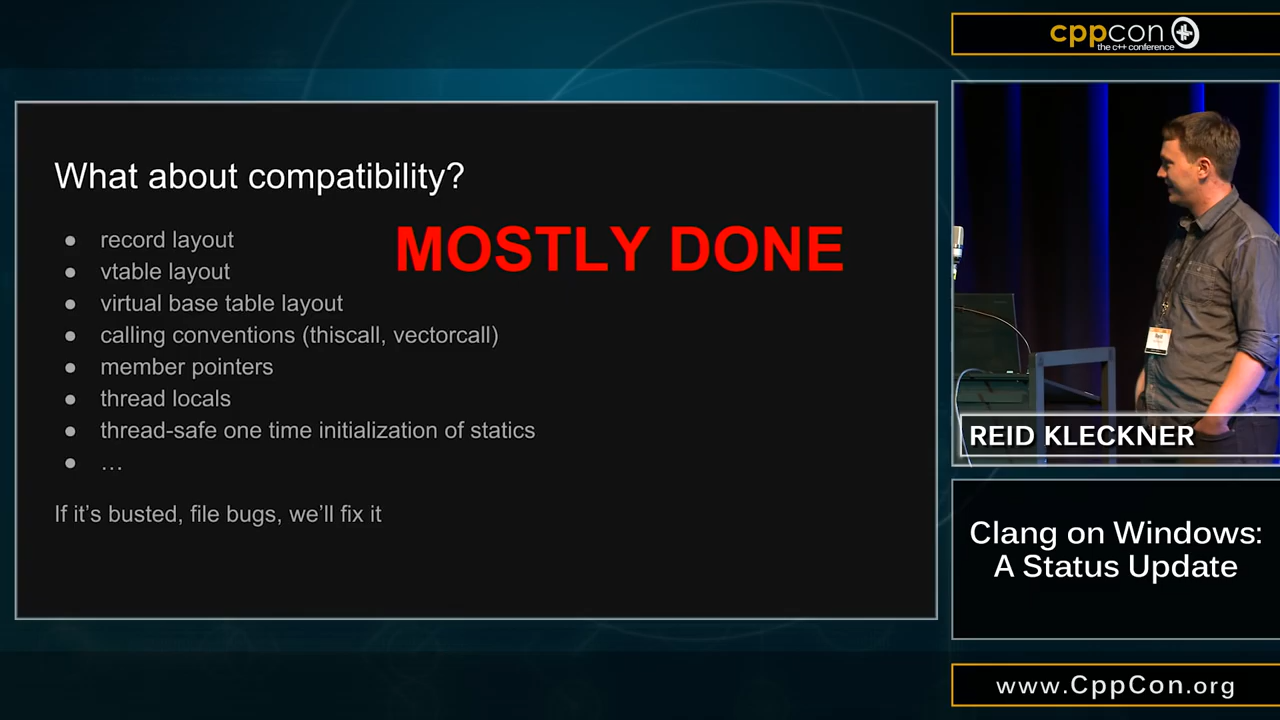 What about compatibility?
MOSTLY DONE
● record layout
● vtable layout
● virtual base table layout
● calling conventions (thiscall, vectorcall)
● member pointers
● thread locals
● thread-safe one time initialization of statics
● …
If it's busted, file bugs, we'll fix it
cppcon
the c++ conference
REID KLECKNER
Clang on Windows:
A Status Update
www.CppCon.org